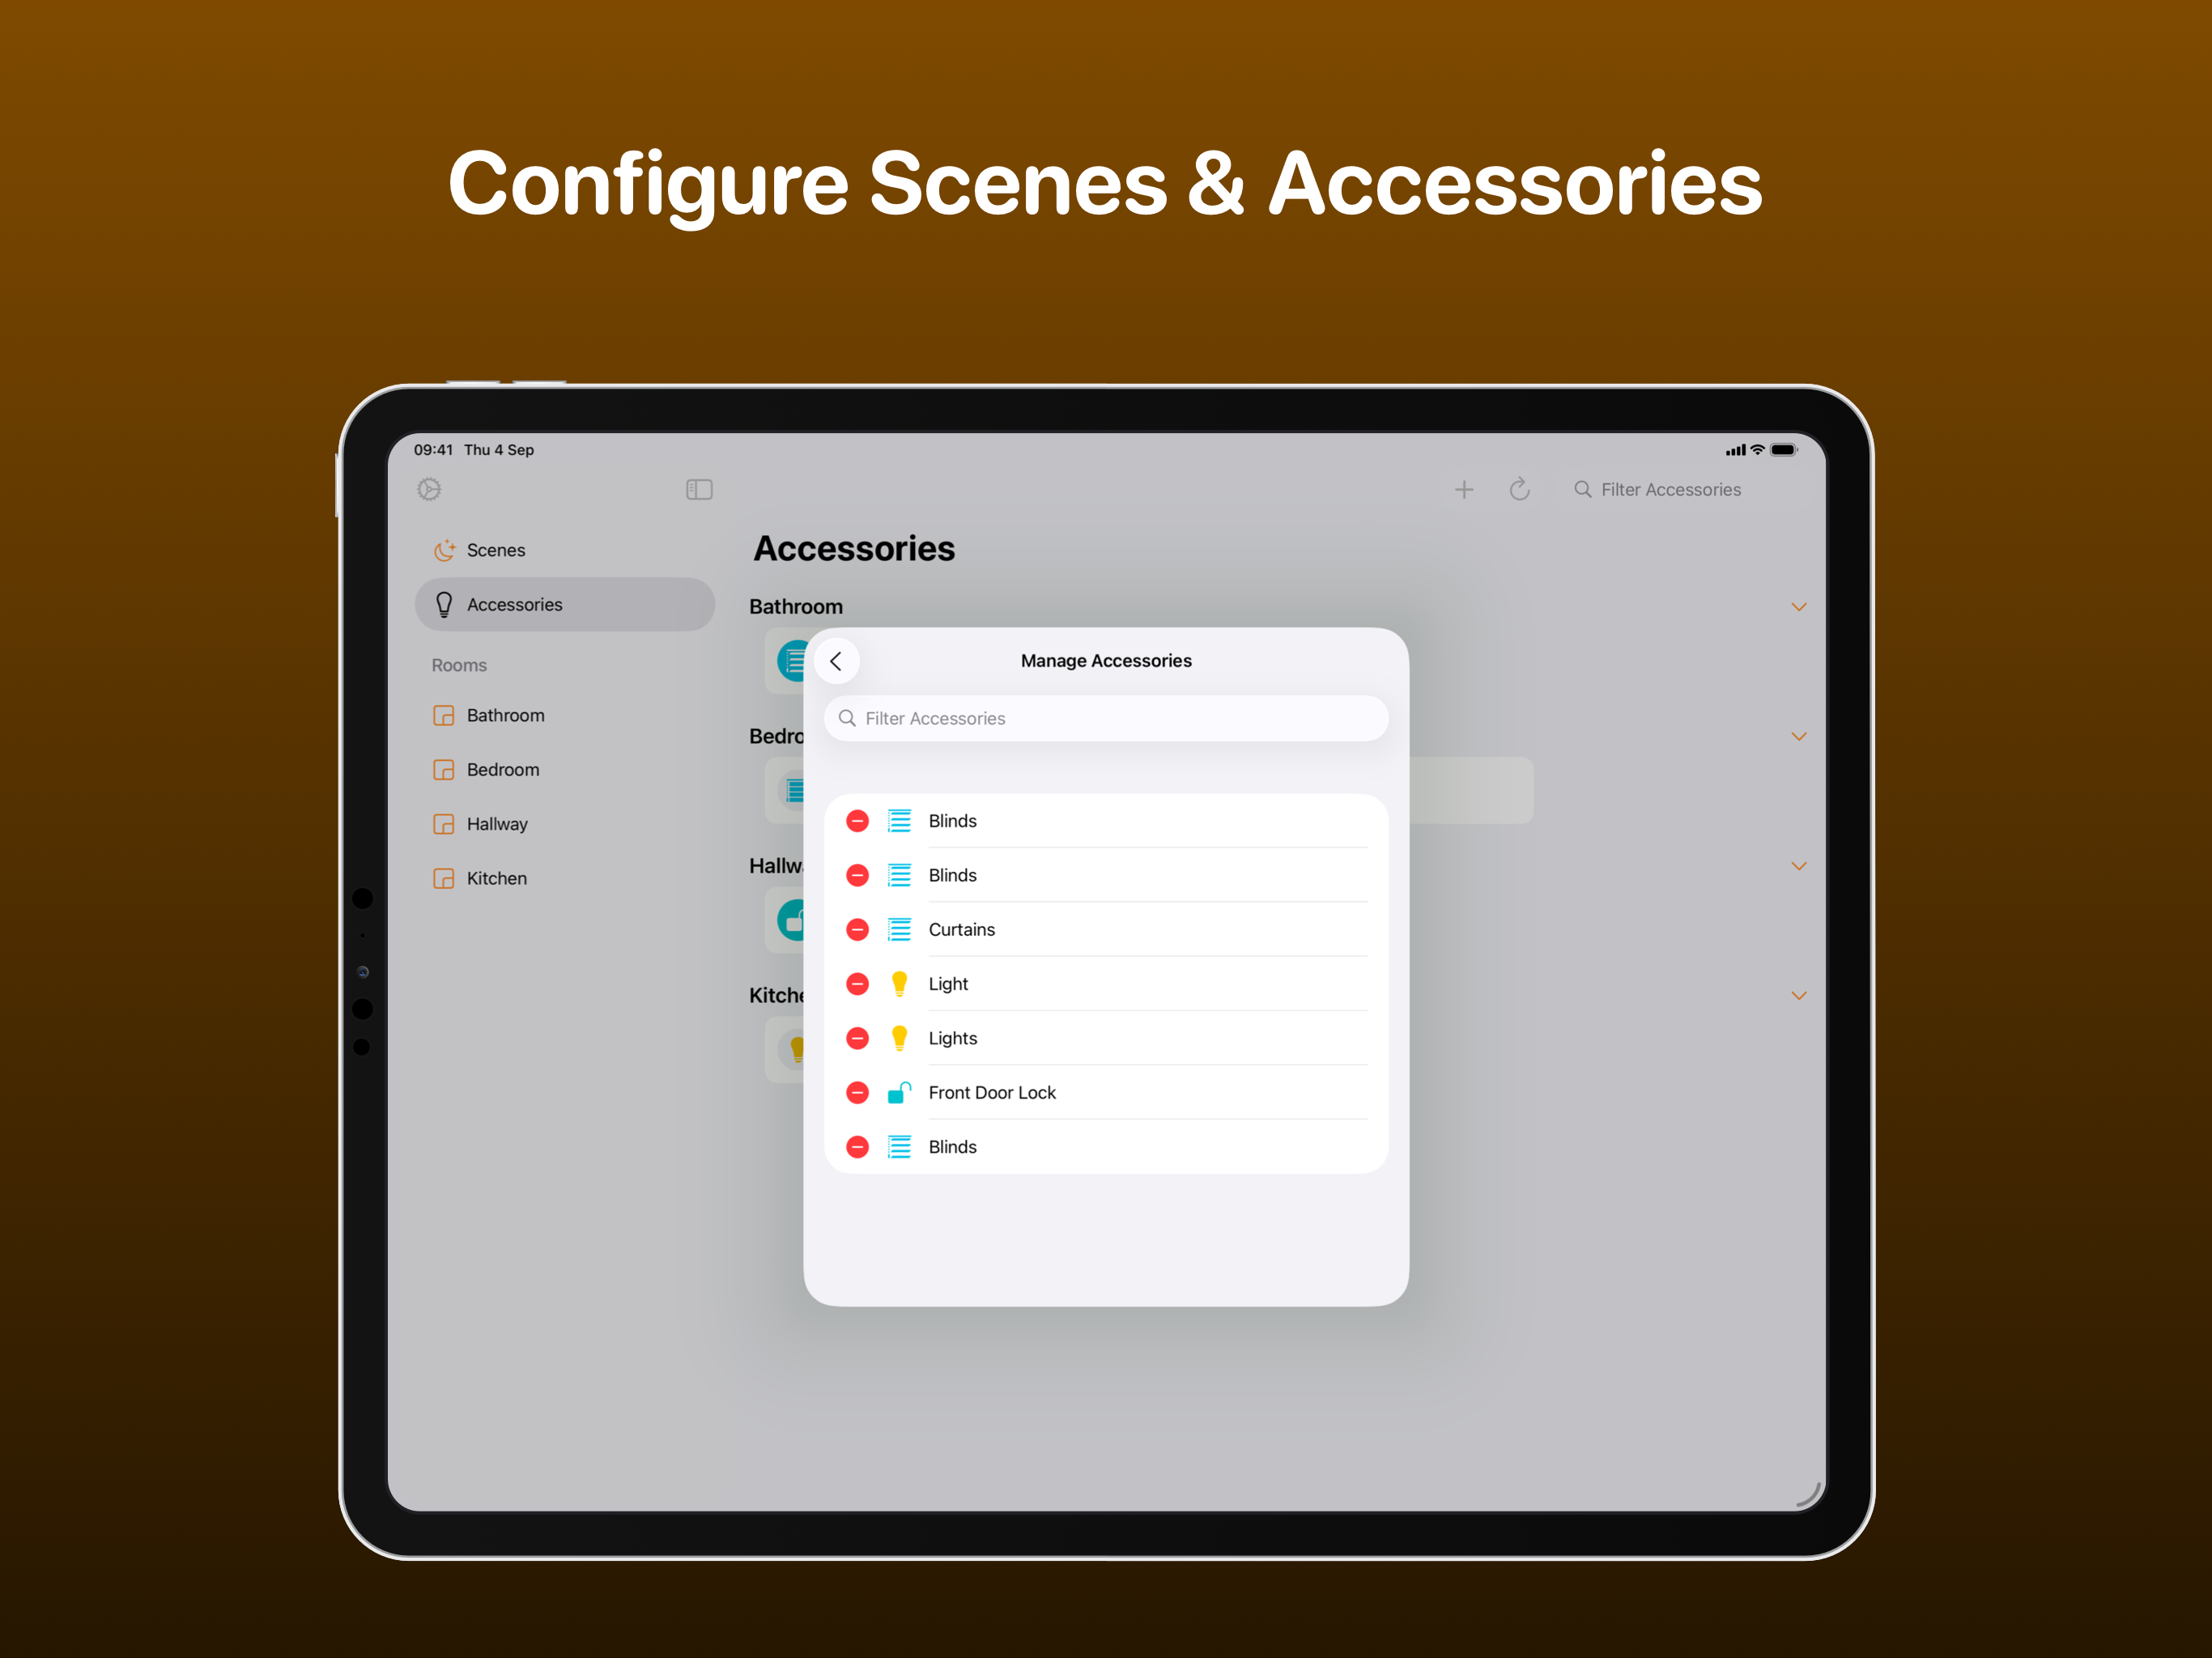 Configure Scenes & Accessories
09:41 Thu 4 Sep
Filter Accessories
Scenes
Accessories
Rooms
Bathroom
Bedroom
Hallway
Kitchen
Accessories
Bathroom
Bedro
Hallw
Kitche
Manage Accessories
Filter Accessories
Blinds
Blinds
Curtains
Light
Lights
Front Door Lock
Blinds